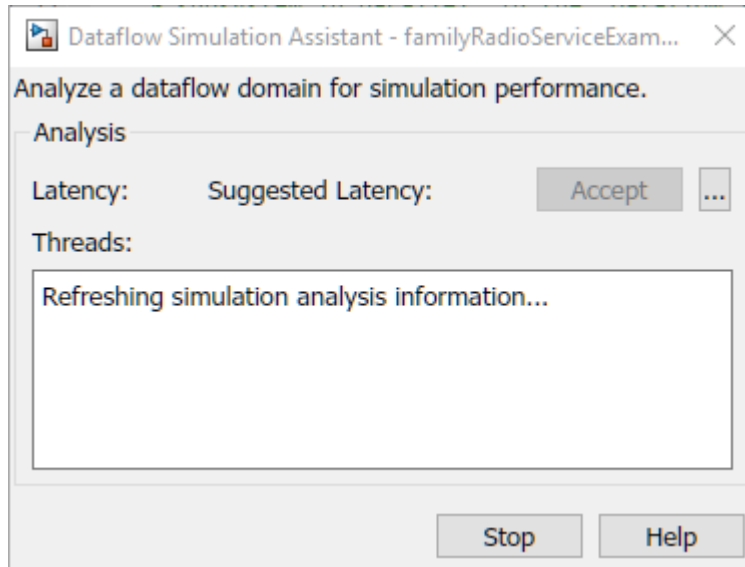 Dataflow Simulation Assistant - familyRadioServiceExam...
Analyze a dataflow domain for simulation performance.
Analysis
Latency: Suggested Latency: Accept ...
Threads:
Refreshing simulation analysis information...
Stop Help